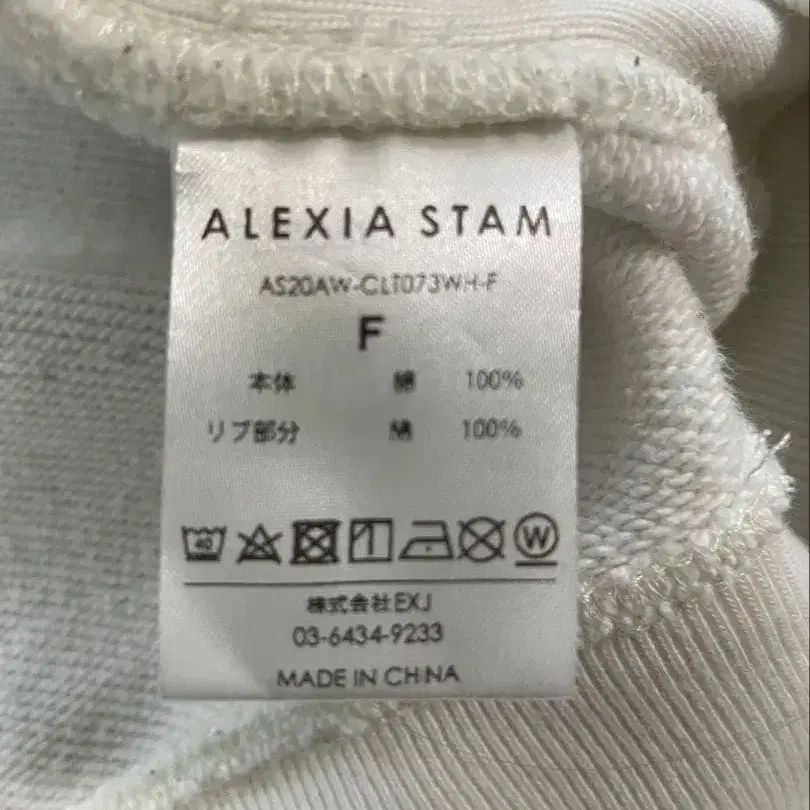 ALEXIA STAM
AS20AW-CLT073WH-F
F
本体 綿 100%
リブ部分 綿 100%
40
W
株式会社EXJ
03-6434-9233
MADE IN CHINA